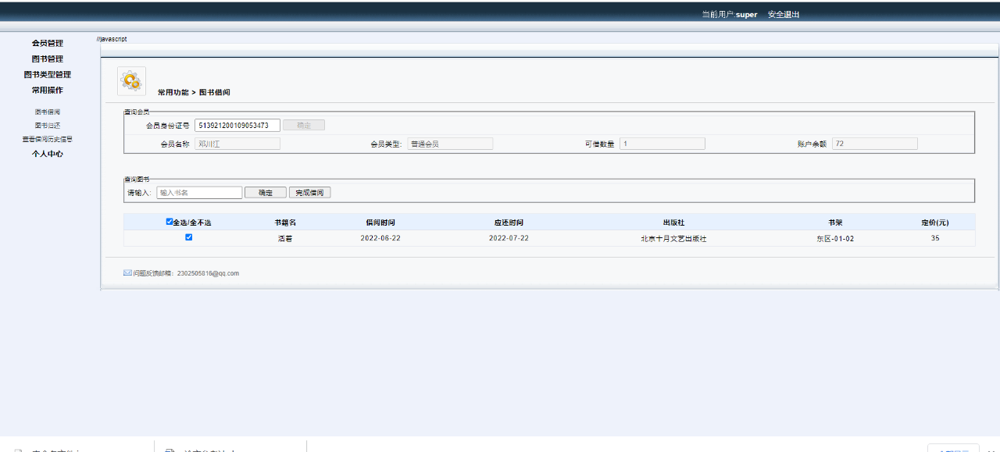 当前用户:super 安全退出
会员管理
图书管理
图书类型管理
常用操作
图书借阅
图书归还
查看借阅历史信息
个人中心
//javascript
常用功能 > 图书借阅
查询会员
会员身份证号 513921200109053473 确定
会员名称 邓川江 会员类型: 普通会员 可借数量 1 账户余额 72
查询图书
请输入: 输入书名 确定 完成借阅
全选/全不选 书籍名 借阅时间 应还时间 出版社 书架 定价(元)
活着 2022-06-22 2022-07-22 北京十月文艺出版社 东区-01-02 35
问题反馈邮箱：2302505816@qq.com